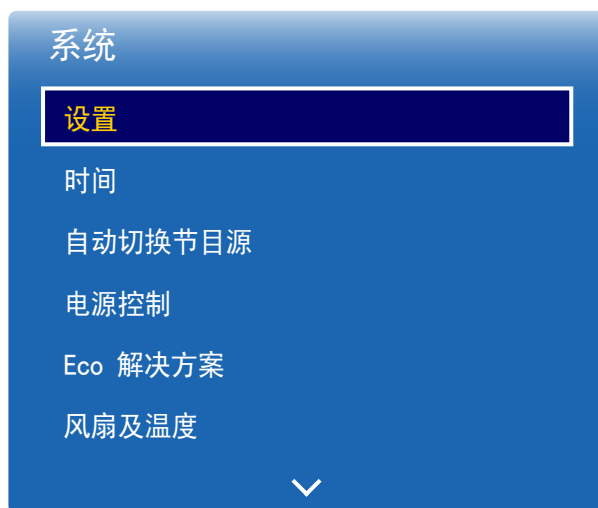 系统
设置
时间
自动切换节目源
电源控制
Eco 解决方案
风扇及温度